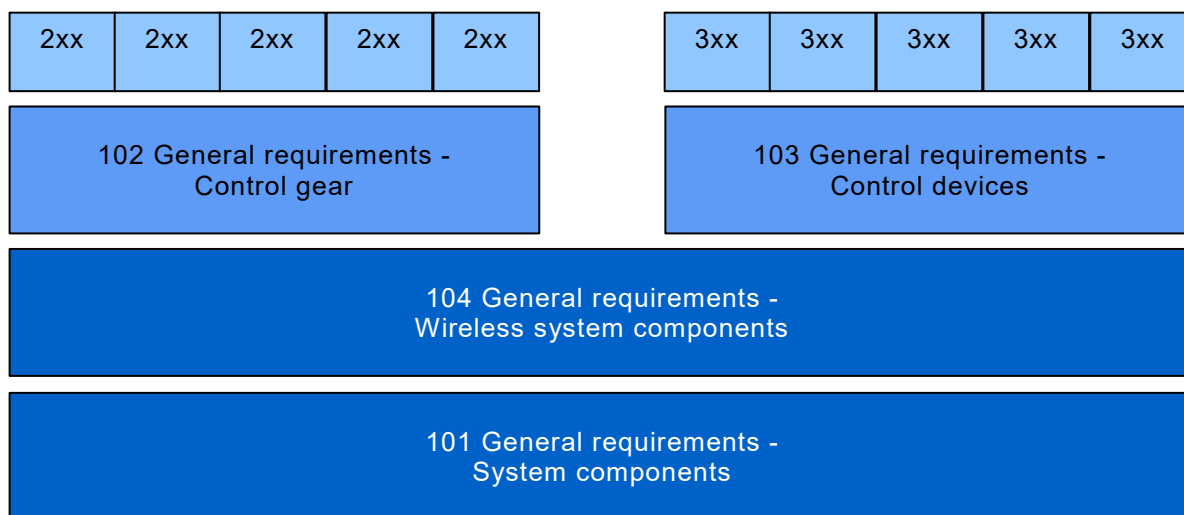 2xx 2xx 2xx 2xx 2xx 3xx 3xx 3xx 3xx 3xx
102 General requirements -
Control gear
103 General requirements -
Control devices
104 General requirements -
Wireless system components
101 General requirements -
System components